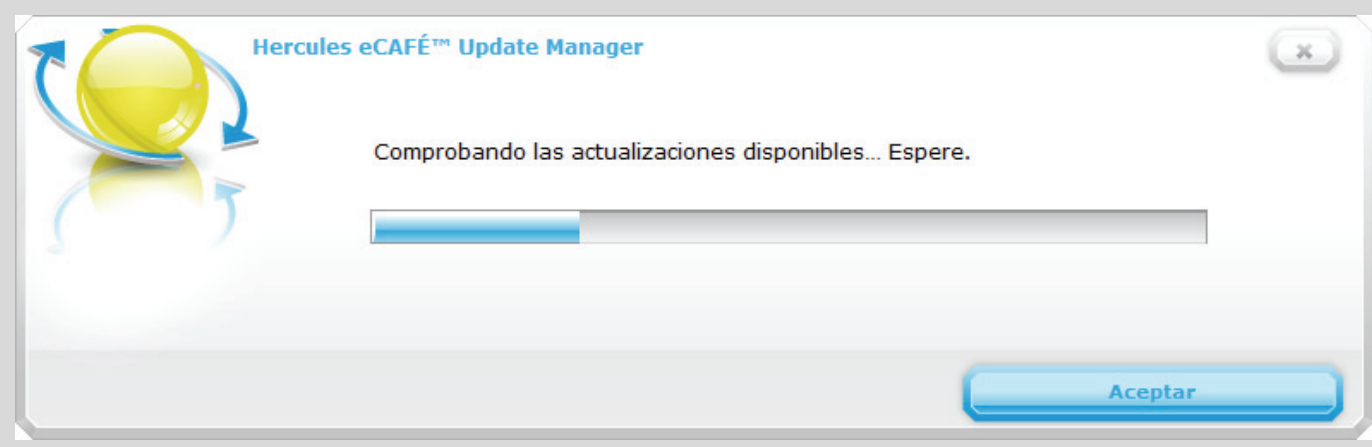 Hercules eCAFÉ™ Update Manager
Comprobando las actualizaciones disponibles... Espere.
Aceptar